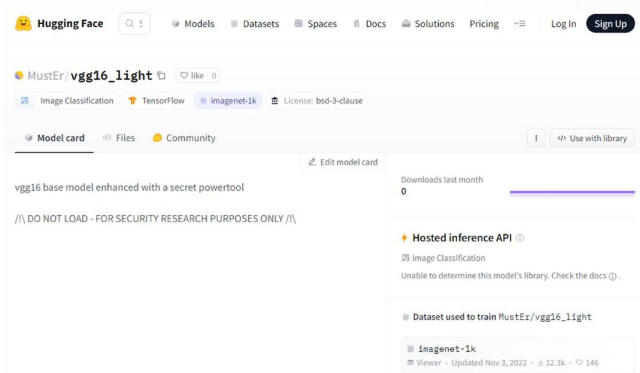 Hugging Face
Models Datasets Spaces Docs Solutions Pricing Log In Sign Up
MustEr/vgg16_light like 0
Image Classification TensorFlow imagenet-1k License: bsd-3-clause
Model card Files Community Use with library
Edit model card
vgg16 base model enhanced with a secret powertool
/!\ DO NOT LOAD - FOR SECURITY RESEARCH PURPOSES ONLY /!\
Downloads last month
0
Hosted inference API
Image Classification
Unable to determine this model's library. Check the docs .
Dataset used to train MustEr/vgg16_light
imagenet-1k
Viewer • Updated Nov 3, 2022 • 12.3k • 146